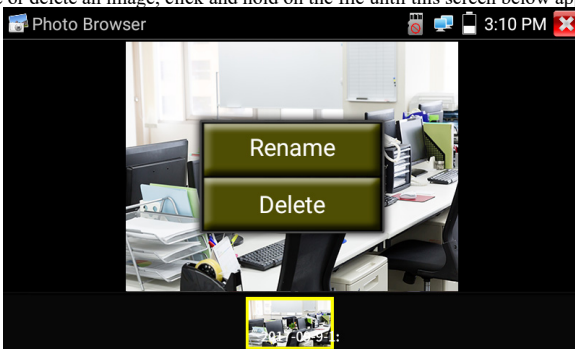 or delete an image, click and hold on the file until this screen below
Photo Browser 3:10 PM
Rename
Delete